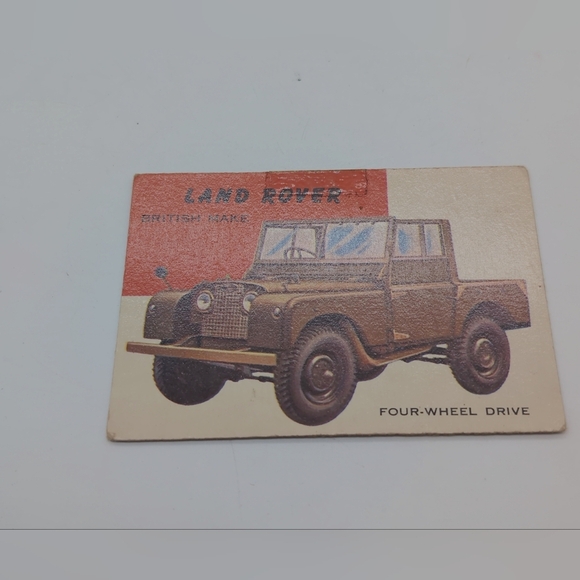 LAND ROVER
BRITISH MAKE
FOUR-WHEEL DRIVE